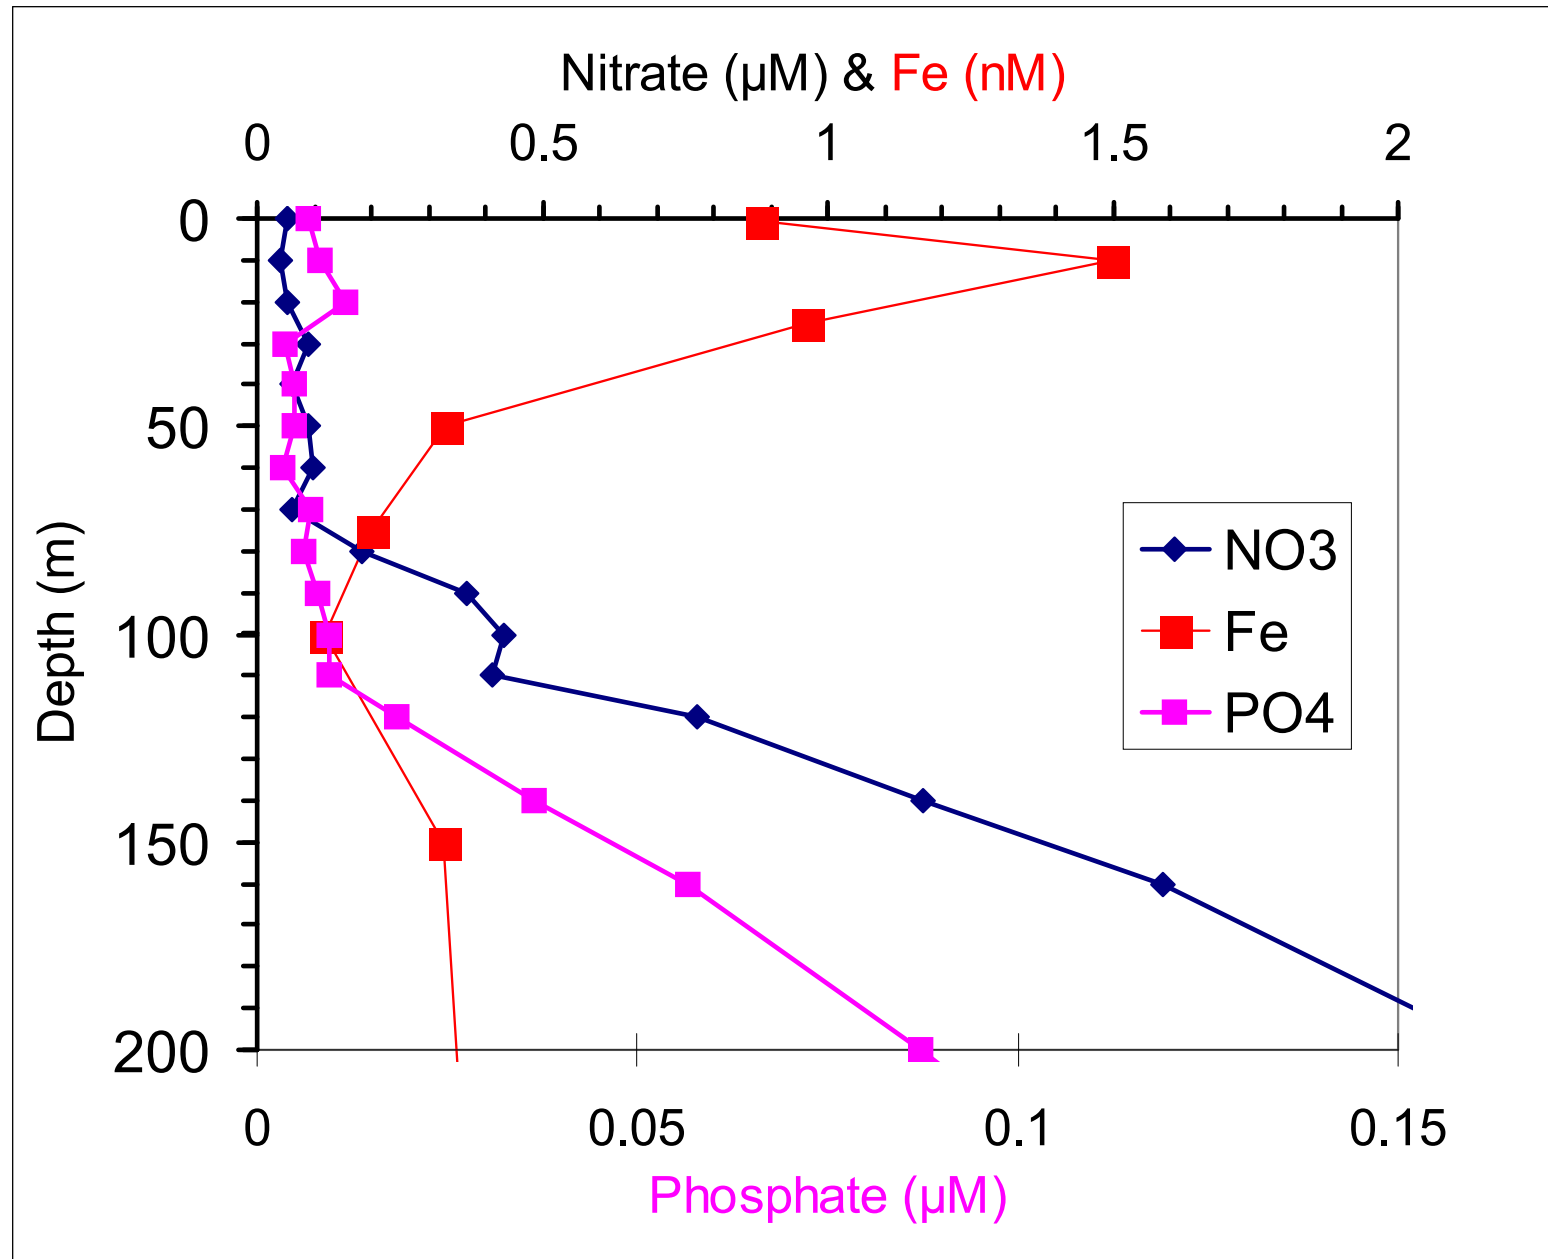 Nitrate (µM) & Fe (nM)
0 0.5 1 1.5 2
0
50
100
150
200
Depth (m)
NO3
Fe
PO4
0 0.05 0.1 0.15
Phosphate (µM)